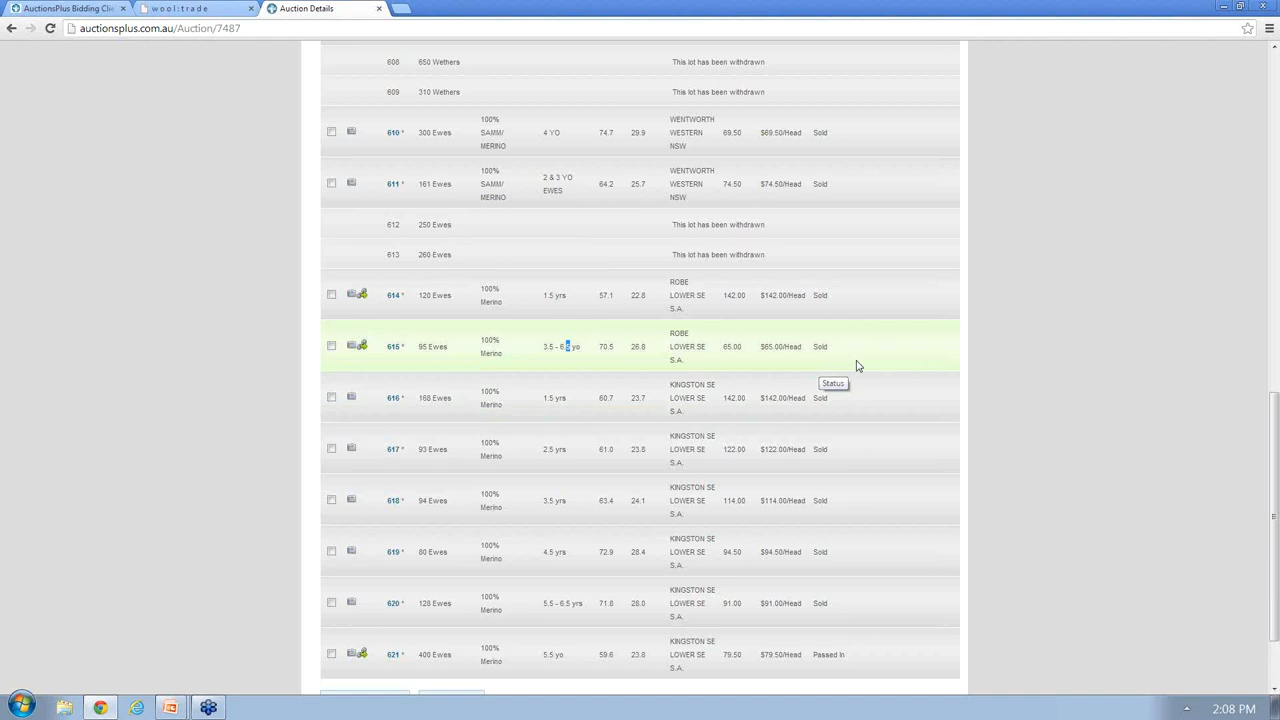 AuctionsPlus Bidding Clie
w o o l : t r a d e
Auction Details
auctionsplus.com.au/Auction/7487
608 650 Wethers This lot has been withdrawn
609 310 Wethers This lot has been withdrawn
100%
SAMM/
MERINO
WENTWORTH
WESTERN
NSW
610 * 300 Ewes 4 YO 74.7 29.9 69.50 $69.50/Head Sold
100%
SAMM/
MERINO
2 & 3 YO
EWES
WENTWORTH
WESTERN
NSW
611 * 161 Ewes 64.2 25.7 74.50 $74.50/Head Sold
612 250 Ewes This lot has been withdrawn
613 260 Ewes This lot has been withdrawn
100%
Merino
ROBE
LOWER SE
S.A.
614 * 120 Ewes 1.5 yrs 57.1 22.8 142.00 $142.00/Head Sold
100%
Merino
ROBE
LOWER SE
S.A.
615 * 95 Ewes 3.5 - 6.5 yo 70.5 26.8 65.00 $65.00/Head Sold
Status
100%
Merino
KINGSTON SE
LOWER SE
S.A.
616 * 168 Ewes 1.5 yrs 60.7 23.7 142.00 $142.00/Head Sold
100%
Merino
KINGSTON SE
LOWER SE
S.A.
617 * 93 Ewes 2.5 yrs 61.0 23.8 122.00 $122.00/Head Sold
100%
Merino
KINGSTON SE
LOWER SE
S.A.
618 * 94 Ewes 3.5 yrs 63.4 24.1 114.00 $114.00/Head Sold
100%
Merino
KINGSTON SE
LOWER SE
S.A.
619 * 80 Ewes 4.5 yrs 72.9 28.4 94.50 $94.50/Head Sold
100%
Merino
KINGSTON SE
LOWER SE
S.A.
620 * 128 Ewes 5.5 - 6.5 yrs 71.8 28.0 91.00 $91.00/Head Sold
100%
Merino
KINGSTON SE
LOWER SE
S.A.
621 * 400 Ewes 5.5 yo 59.6 23.8 79.50 $79.50/Head Passed In
2:08 PM